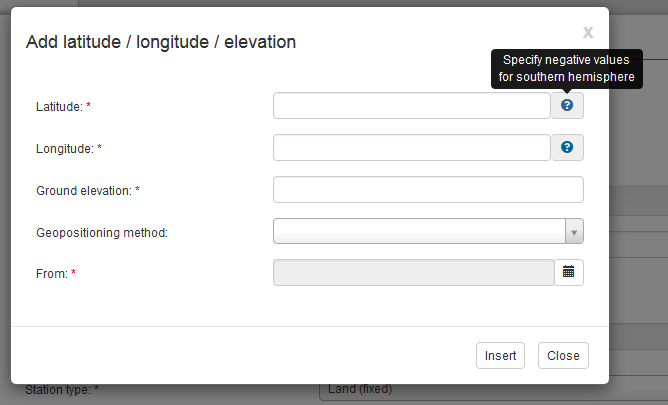 Add latitude / longitude / elevation
x
Specify negative values
for southern hemisphere
Latitude: *
?
Longitude: *
?
Ground elevation: *
Geopositioning method:
From: *
Insert
Close
Station type: *
Land (fixed)